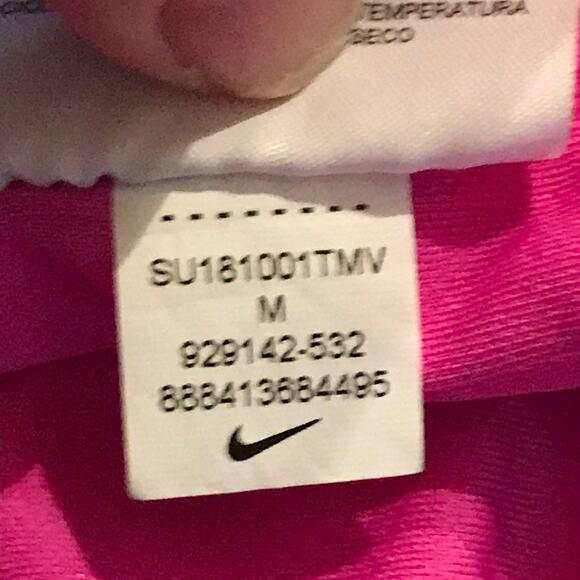 TEMPERATURA
SECO
SU181001TMV
M
929142-532
888413684495